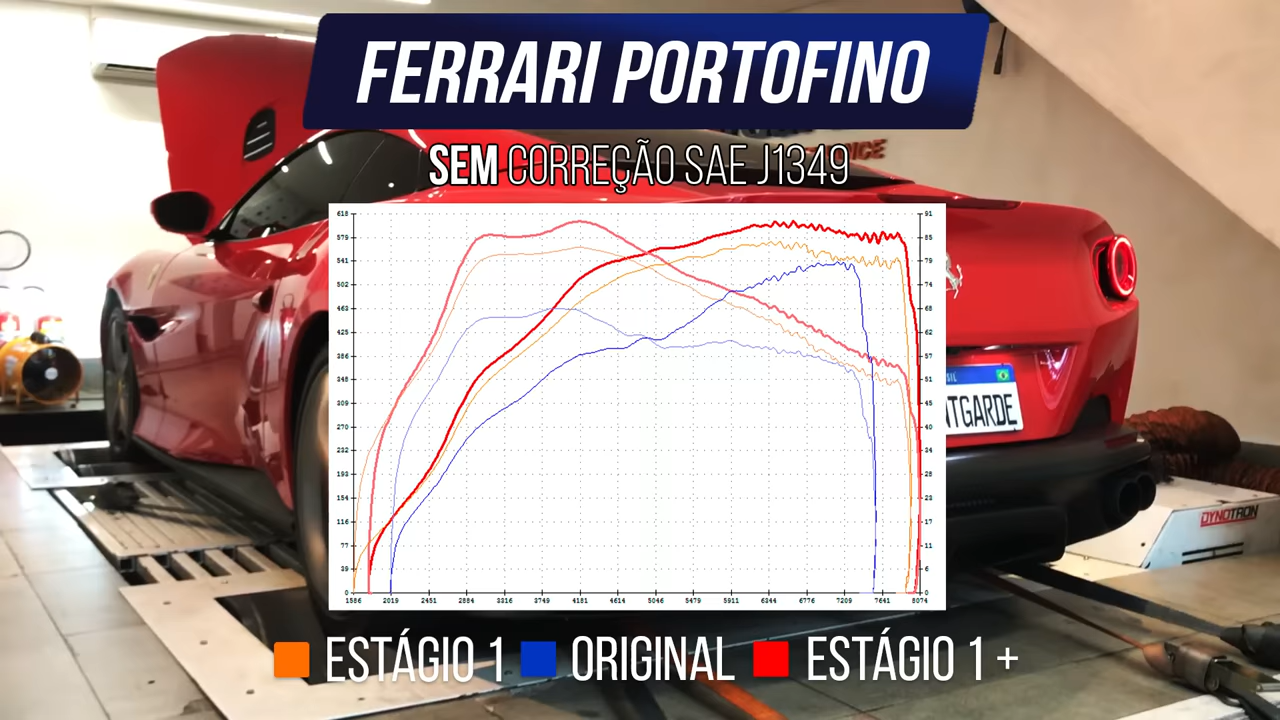 FERRARI PORTOFINO
SEM CORREÇÃO SAE J1349
618 91
579 85
541 79
502 74
463 68
425 62
386 57
348 51
309 45
270 40
232 34
193 28
154 23
116 17
77 11
39 6
0 0
1586 2019 2451 2884 3316 3749 4181 4614 5046 5479 5911 6344 6776 7209 7641 8074
NTGARDE
DYNOTRON
ESTÁGIO 1 ORIGINAL ESTÁGIO 1 +